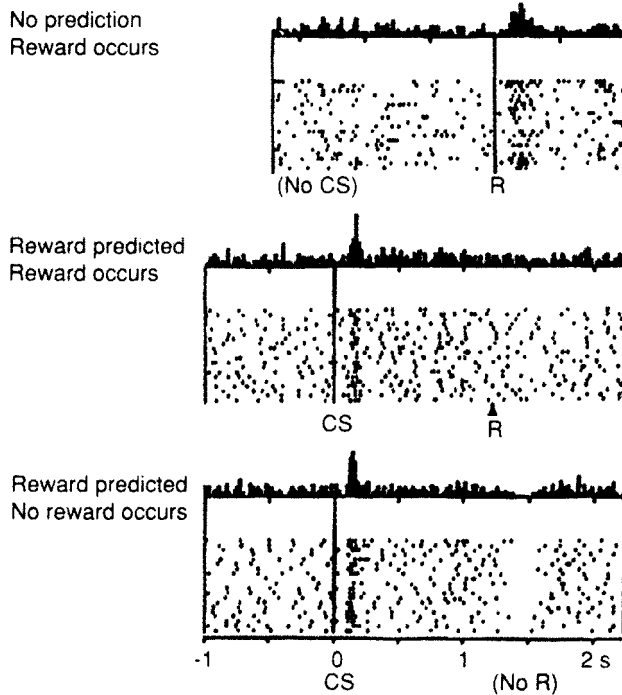 No prediction
Reward occurs
(No CS) R
Reward predicted
Reward occurs
CS R
Reward predicted
No reward occurs
-1 0 1 2 s
CS (No R)